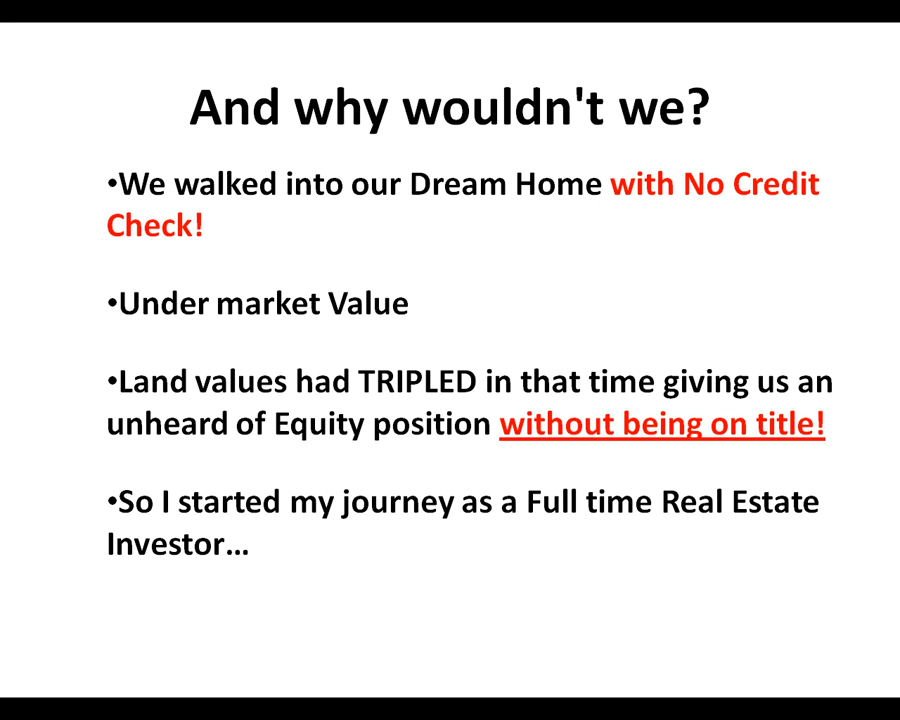 And why wouldn't we?
•We walked into our Dream Home with No Credit
Check!
•Under market Value
•Land values had TRIPLED in that time giving us an
unheard of Equity position without being on title!
•So I started my journey as a Full time Real Estate
Investor…